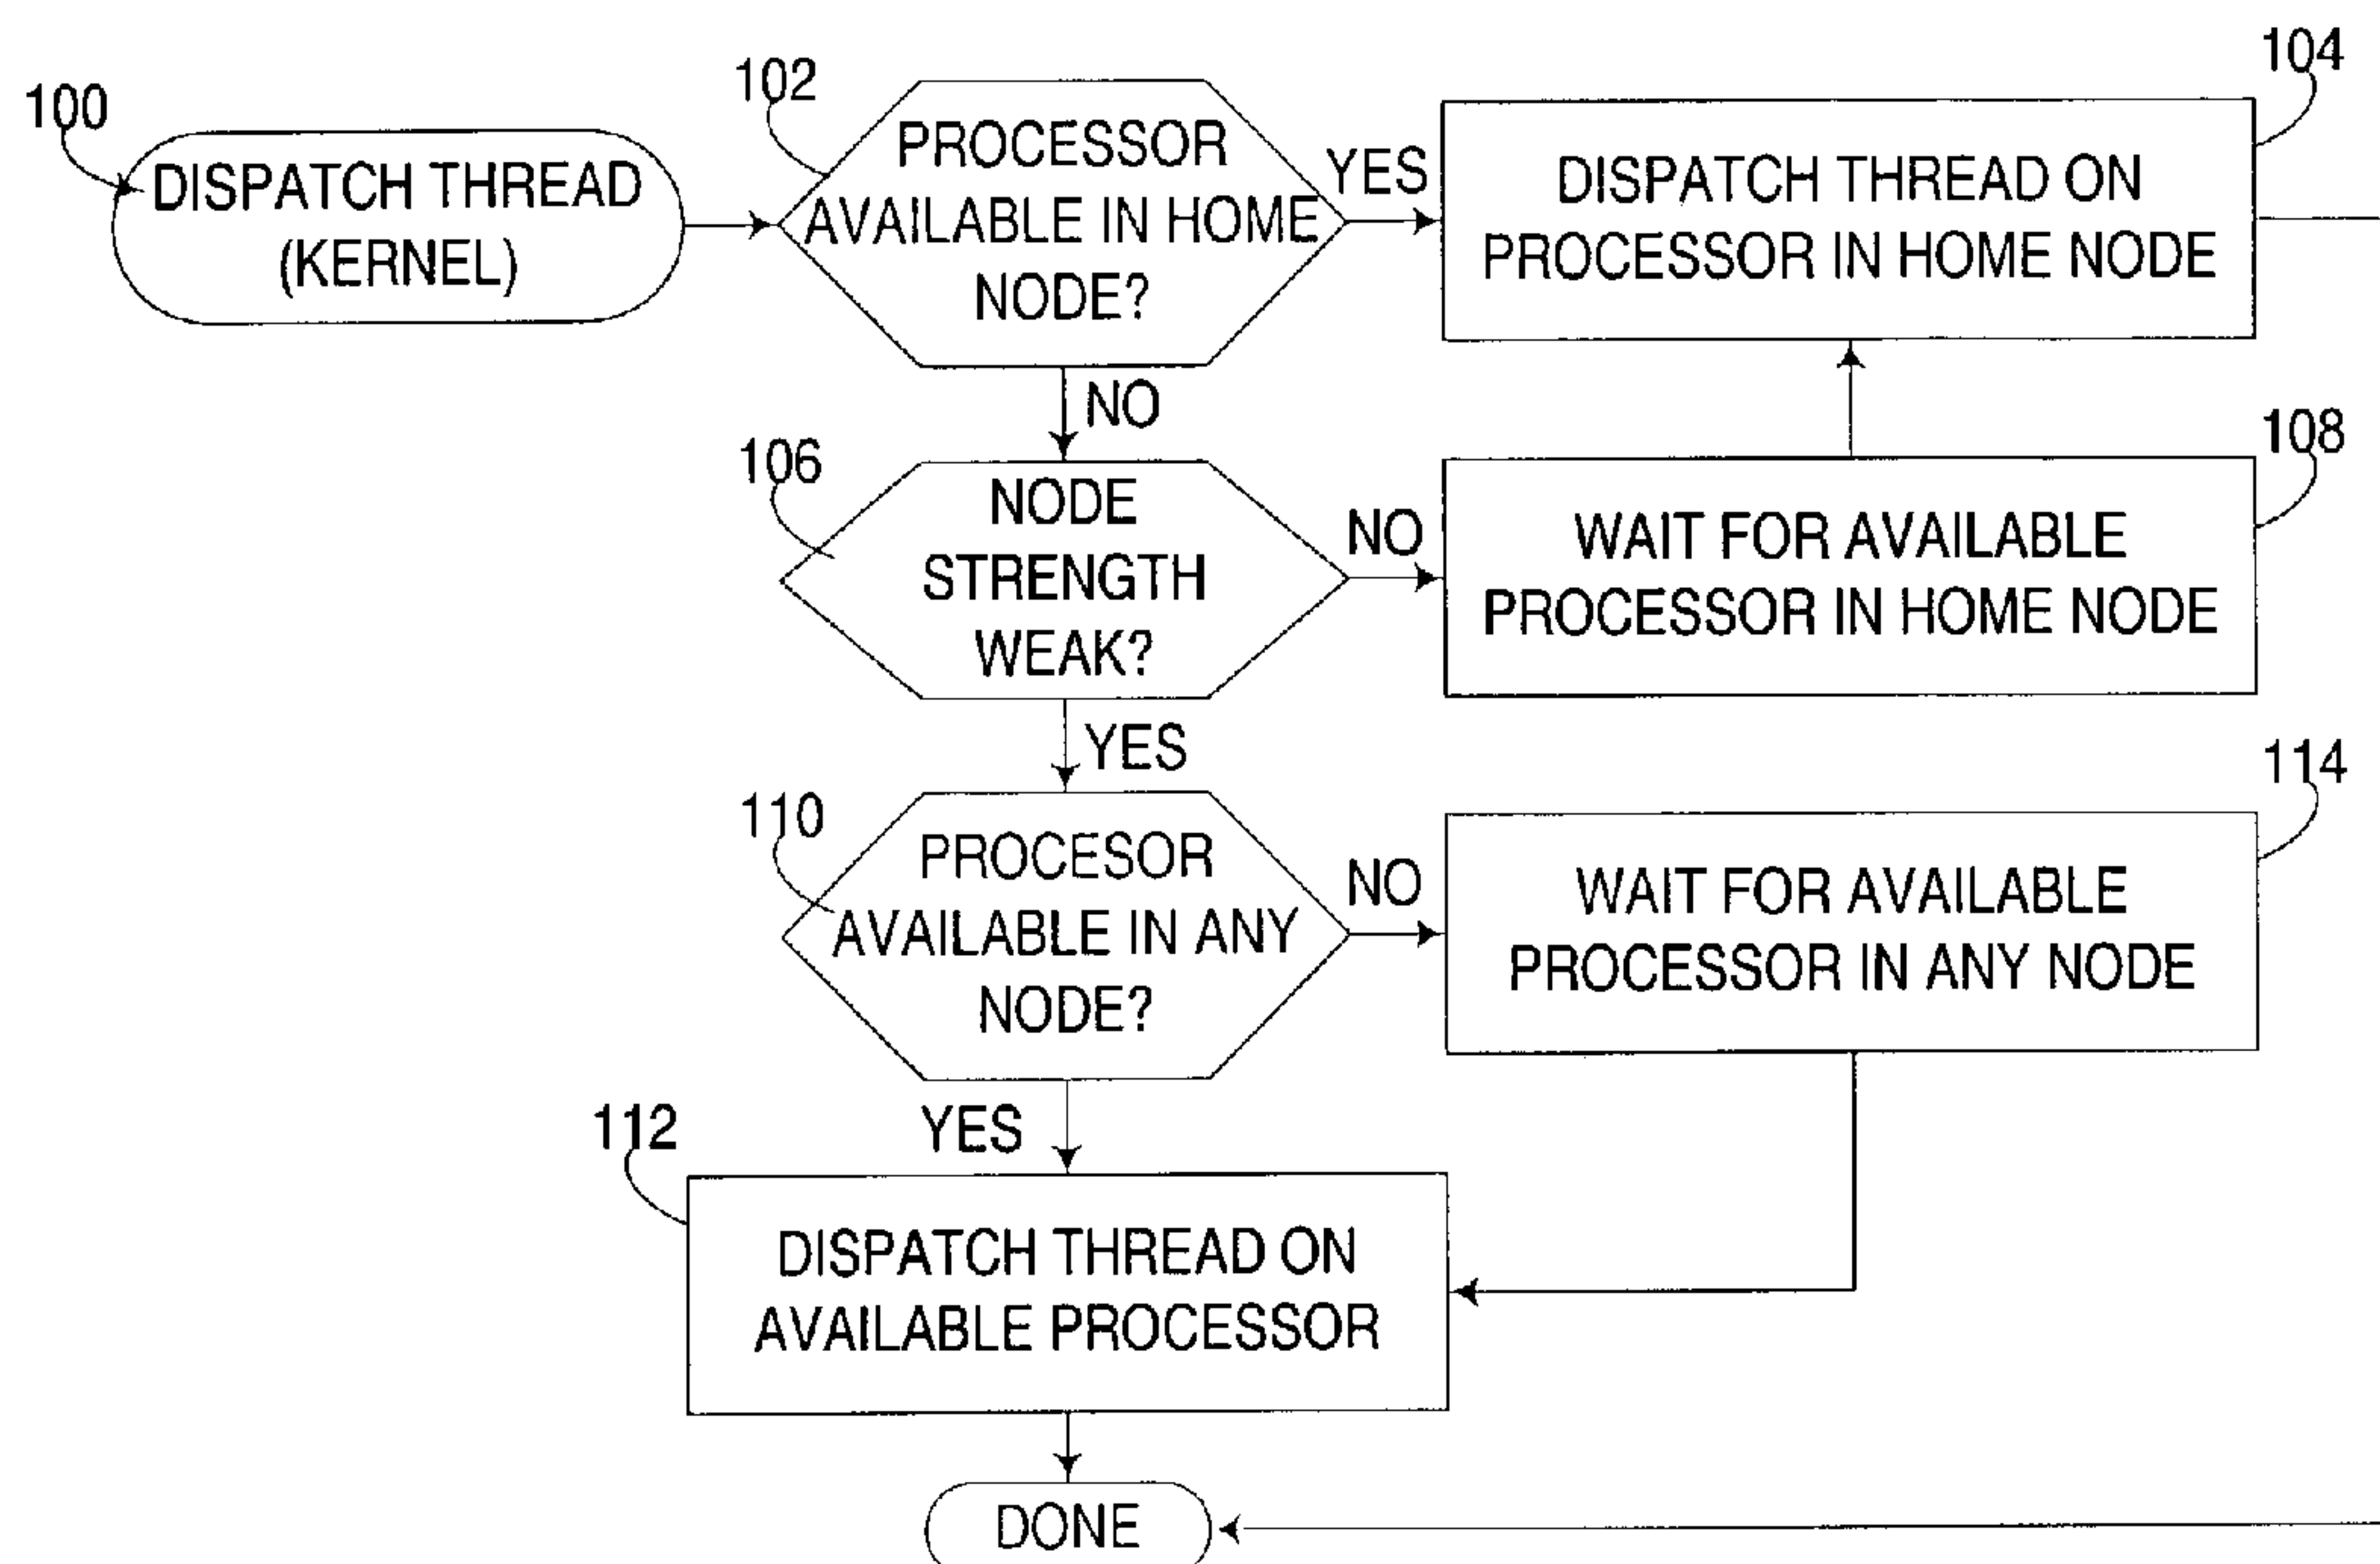 100
DISPATCH THREAD
(KERNEL)
102
PROCESSOR
AVAILABLE IN HOME
NODE?
YES
104
DISPATCH THREAD ON
PROCESSOR IN HOME NODE
NO
106
NODE
STRENGTH
WEAK?
NO
108
WAIT FOR AVAILABLE
PROCESSOR IN HOME NODE
YES
110
PROCESOR
AVAILABLE IN ANY
NODE?
NO
114
WAIT FOR AVAILABLE
PROCESSOR IN ANY NODE
YES
112
DISPATCH THREAD ON
AVAILABLE PROCESSOR
DONE